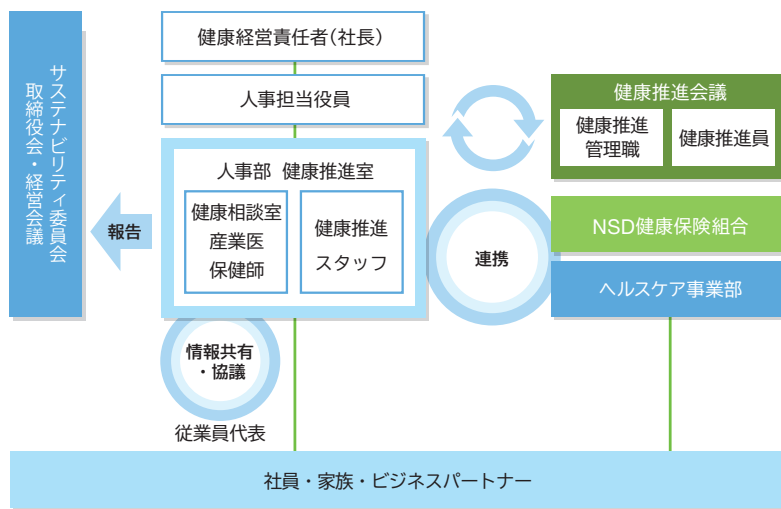 健康経営責任者（社長）
人事担当役員
人事部 健康推進室
健康相談室
産業医
保健師
健康推進
スタッフ
サステナビリティ委員会
取締役会・経営会議
報告
連携
健康推進会議
健康推進
管理職
健康推進員
NSD健康保険組合
ヘルスケア事業部
情報共有
・協議
従業員代表
社員・家族・ビジネスパートナー